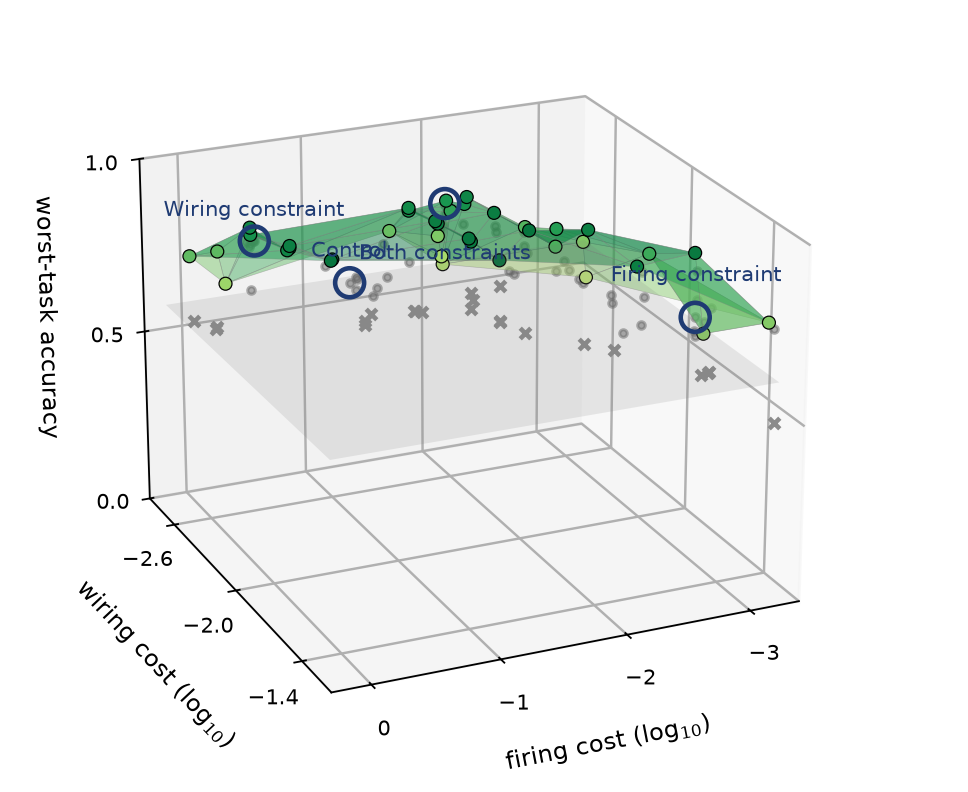 1.0
Wiring constraint
worst-task accuracy
Control
Both constraints
Firing constraint
0.5
0.0
−2.6
−2.0
−1.4
wiring cost (log₁₀)
0
−1
−2
−3
firing cost (log₁₀)